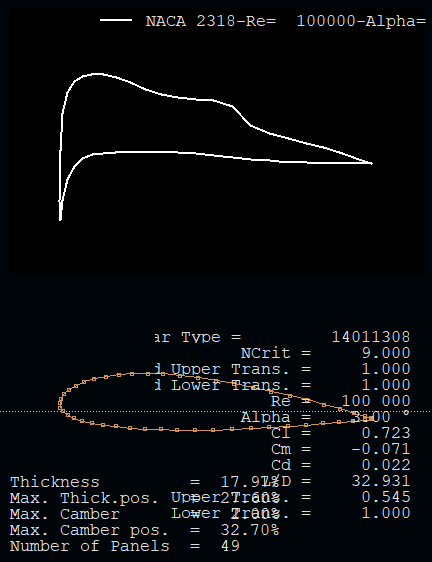 NACA 2318-Re= 100000-Alpha=
ar Type = 14011308
NCrit = 9.000
d Upper Trans. = 1.000
d Lower Trans. = 1.000
Re = 100 000
Alpha = °
Cl = 0.723
Cm = -0.071
Cd = 0.022
L/D = 32.931
Thickness = 17.97%
Max. Thick.pos. = 27.60% Upper Trans. = 0.545
Max. Camber = 2.00% Lower Trans. = 1.000
Max. Camber pos. = 32.70%
Number of Panels = 49